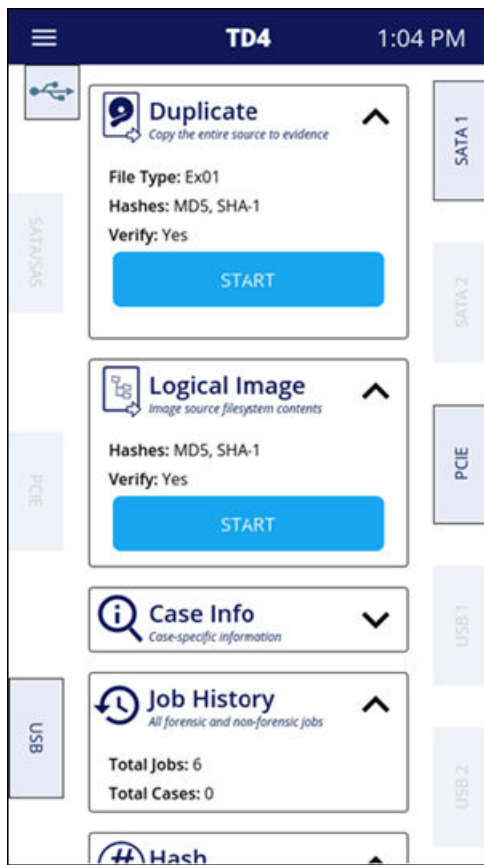 TD4
1:04 PM
Duplicate
Copy the entire source to evidence
File Type: Ex01
Hashes: MD5, SHA-1
Verify: Yes
START
Logical Image
Image source filesystem contents
Hashes: MD5, SHA-1
Verify: Yes
START
Case Info
Case-specific information
Job History
All forensic and non-forensic jobs
Total Jobs: 6
Total Cases: 0
Hash
SATA/SAS
PCIE
USB
SATA 1
SATA 2
PCIE
USB 1
USB 2